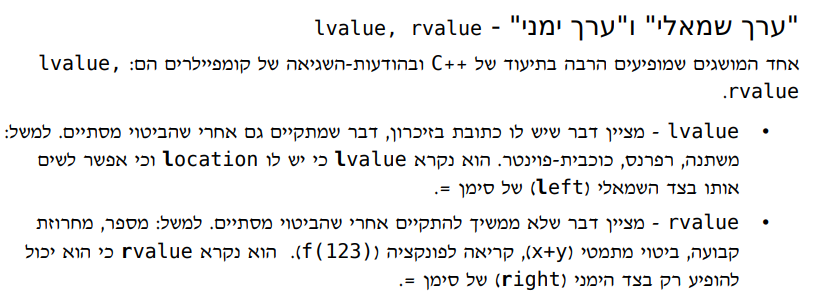 "ערך שמאלי" ו"ערך ימני" - lvalue, rvalue
אחד המושגים שמופיעים הרבה בתיעוד של C++ ובהודעות-השגיאה של קומפיילרים הם: lvalue,
rvalue.
• lvalue - מציין דבר שיש לו כתובת בזיכרון, דבר שמתקיים גם אחרי שהביטוי מסתיים. למשל:
משתנה, רפרנס, כוכבית-פוינטר. הוא נקרא lvalue כי יש לו location וכי אפשר לשים
אותו בצד השמאלי (left) של סימן =.
• rvalue - מציין דבר שלא ממשיך להתקיים אחרי שהביטוי מסתיים. למשל: מספר, מחרוזת
קבועה, ביטוי מתמטי (x+y), קריאה לפונקציה (f(123)). הוא נקרא rvalue כי הוא יכול
להופיע רק בצד הימני (right) של סימן =.